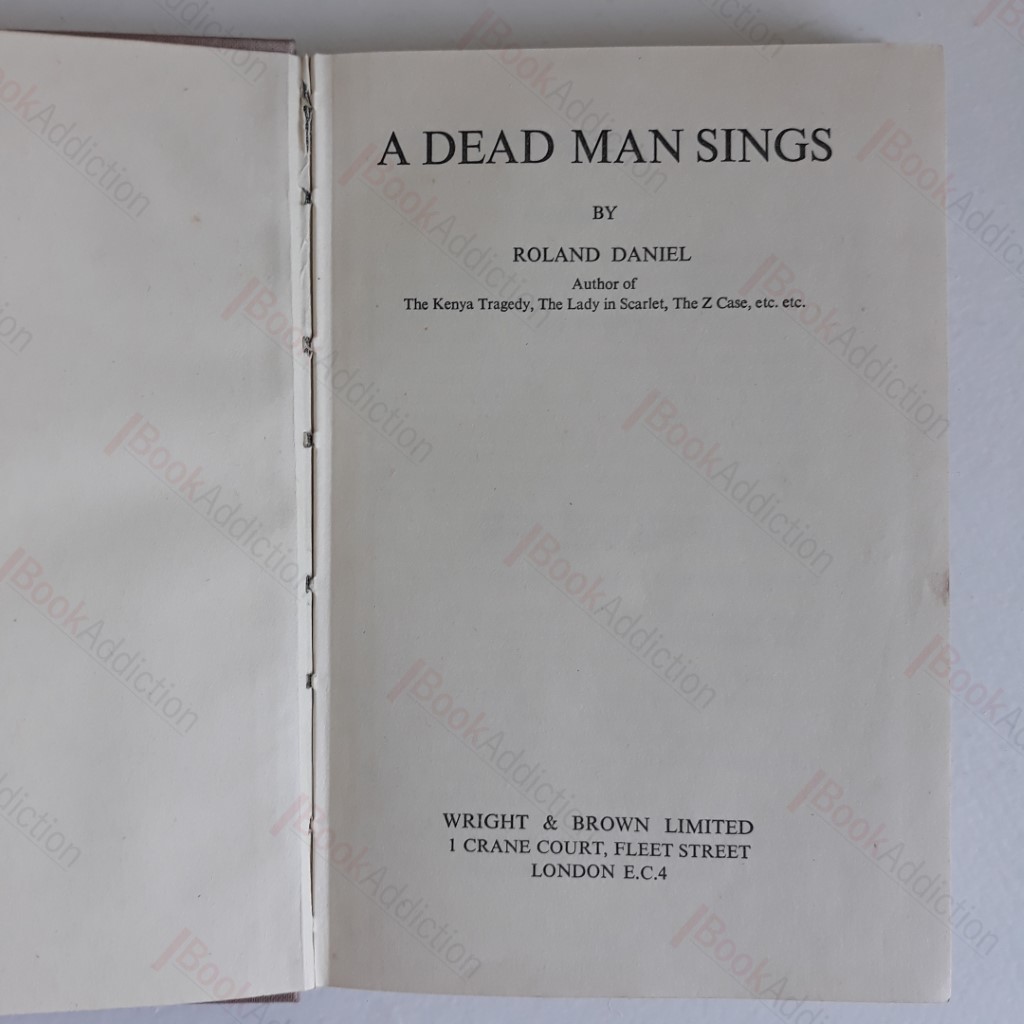 A DEAD MAN SINGS
BY
ROLAND DANIEL
Author of
The Kenya Tragedy, The Lady in Scarlet, The Z Case, etc. etc.
WRIGHT & BROWN LIMITED
1 CRANE COURT, FLEET STREET
LONDON E.C.4
BookAddiction